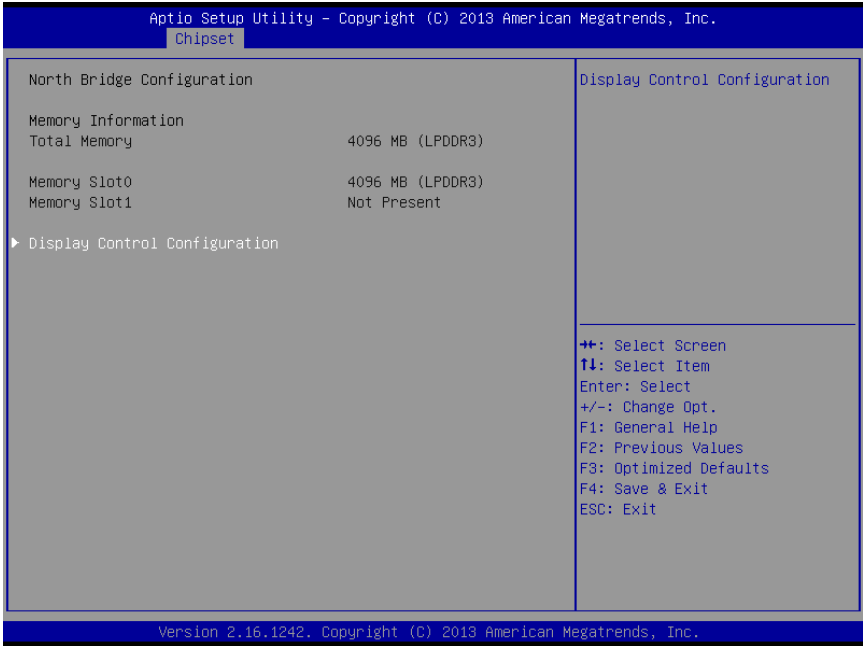 Aptio Setup Utility – Copyright (C) 2013 American Megatrends, Inc.
Chipset
North Bridge Configuration
Memory Information
Total Memory 4096 MB (LPDDR3)
Memory Slot0 4096 MB (LPDDR3)
Memory Slot1 Not Present
Display Control Configuration
Display Control Configuration
→←: Select Screen
↑↓: Select Item
Enter: Select
+/-: Change Opt.
F1: General Help
F2: Previous Values
F3: Optimized Defaults
F4: Save & Exit
ESC: Exit
Version 2.16.1242. Copyright (C) 2013 American Megatrends, Inc.